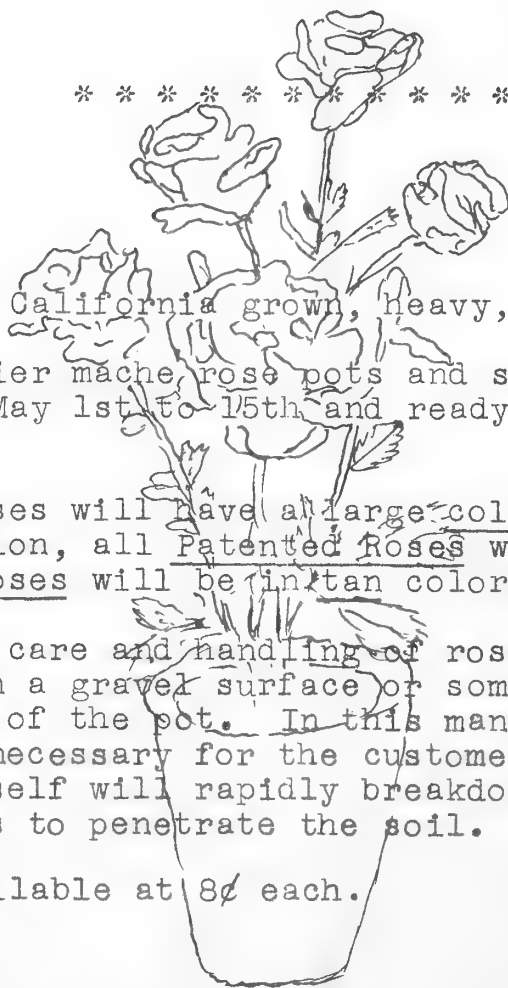 * * * * * * * * * * *
California grown, heavy,
ier mache rose pots and s
May 1st to 15th and ready
ses will have a large col
ion, all Patented Roses w
oses will be in tan color
care and handling of ros
n a gravel surface or som
of the pot. In this man
necessary for the custome
self will rapidly breakdo
s to penetrate the soil.
ilable at 8¢ each.